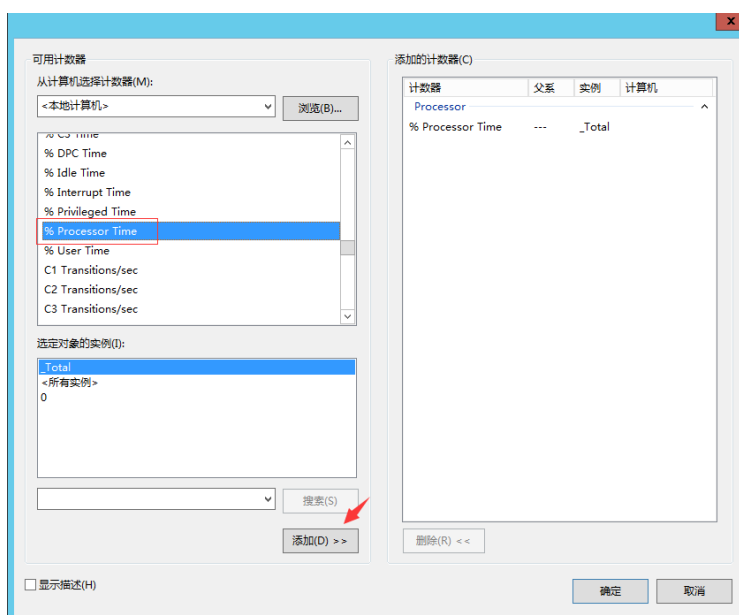 可用计数器
从计算机选择计数器(M):
<本地计算机>
浏览(B)...
% DPC Time
% Idle Time
% Interrupt Time
% Privileged Time
% Processor Time
% User Time
C1 Transitions/sec
C2 Transitions/sec
C3 Transitions/sec
选定对象的实例(I):
_Total
<所有实例>
0
搜索(S)
添加(D) >>
显示描述(H)
添加的计数器(C)
计数器 父系 实例 计算机
Processor
% Processor Time --- _Total
删除(R) <<
确定 取消